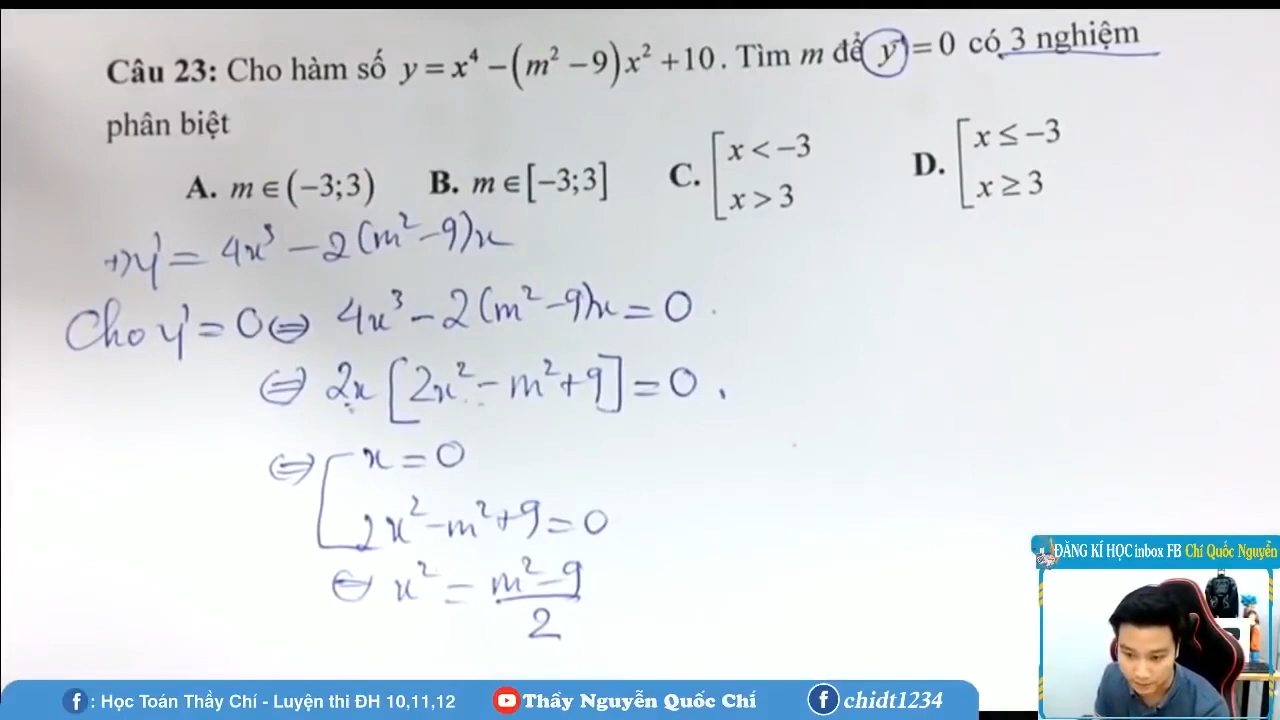 Câu 23: Cho hàm số y = x⁴ − (m² − 9)x² + 10. Tìm m để y' = 0 có 3 nghiệm
phân biệt
A. m ∈ (−3;3) B. m ∈ [−3;3] C. [x < −3 x > 3 D. [x ≤ −3 x ≥ 3
+) y' = 4x³ − 2(m² − 9)x
Cho y' = 0 ⇔ 4x³ − 2(m² − 9)x = 0
⇔ 2x [2x² − m² + 9] = 0
⇔ [x = 0
2x² − m² + 9 = 0
⇔ x² = (m² − 9)/2
ĐĂNG KÍ HỌC inbox FB Chí Quốc Nguyễn
f : Học Toán Thầy Chí - Luyện thi ĐH 10,11,12 Thầy Nguyễn Quốc Chí f chidt1234